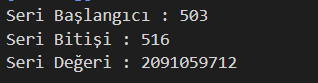 Seri Başlangıcı : 503
Seri Bitişi : 516
Seri Değeri : 2091059712